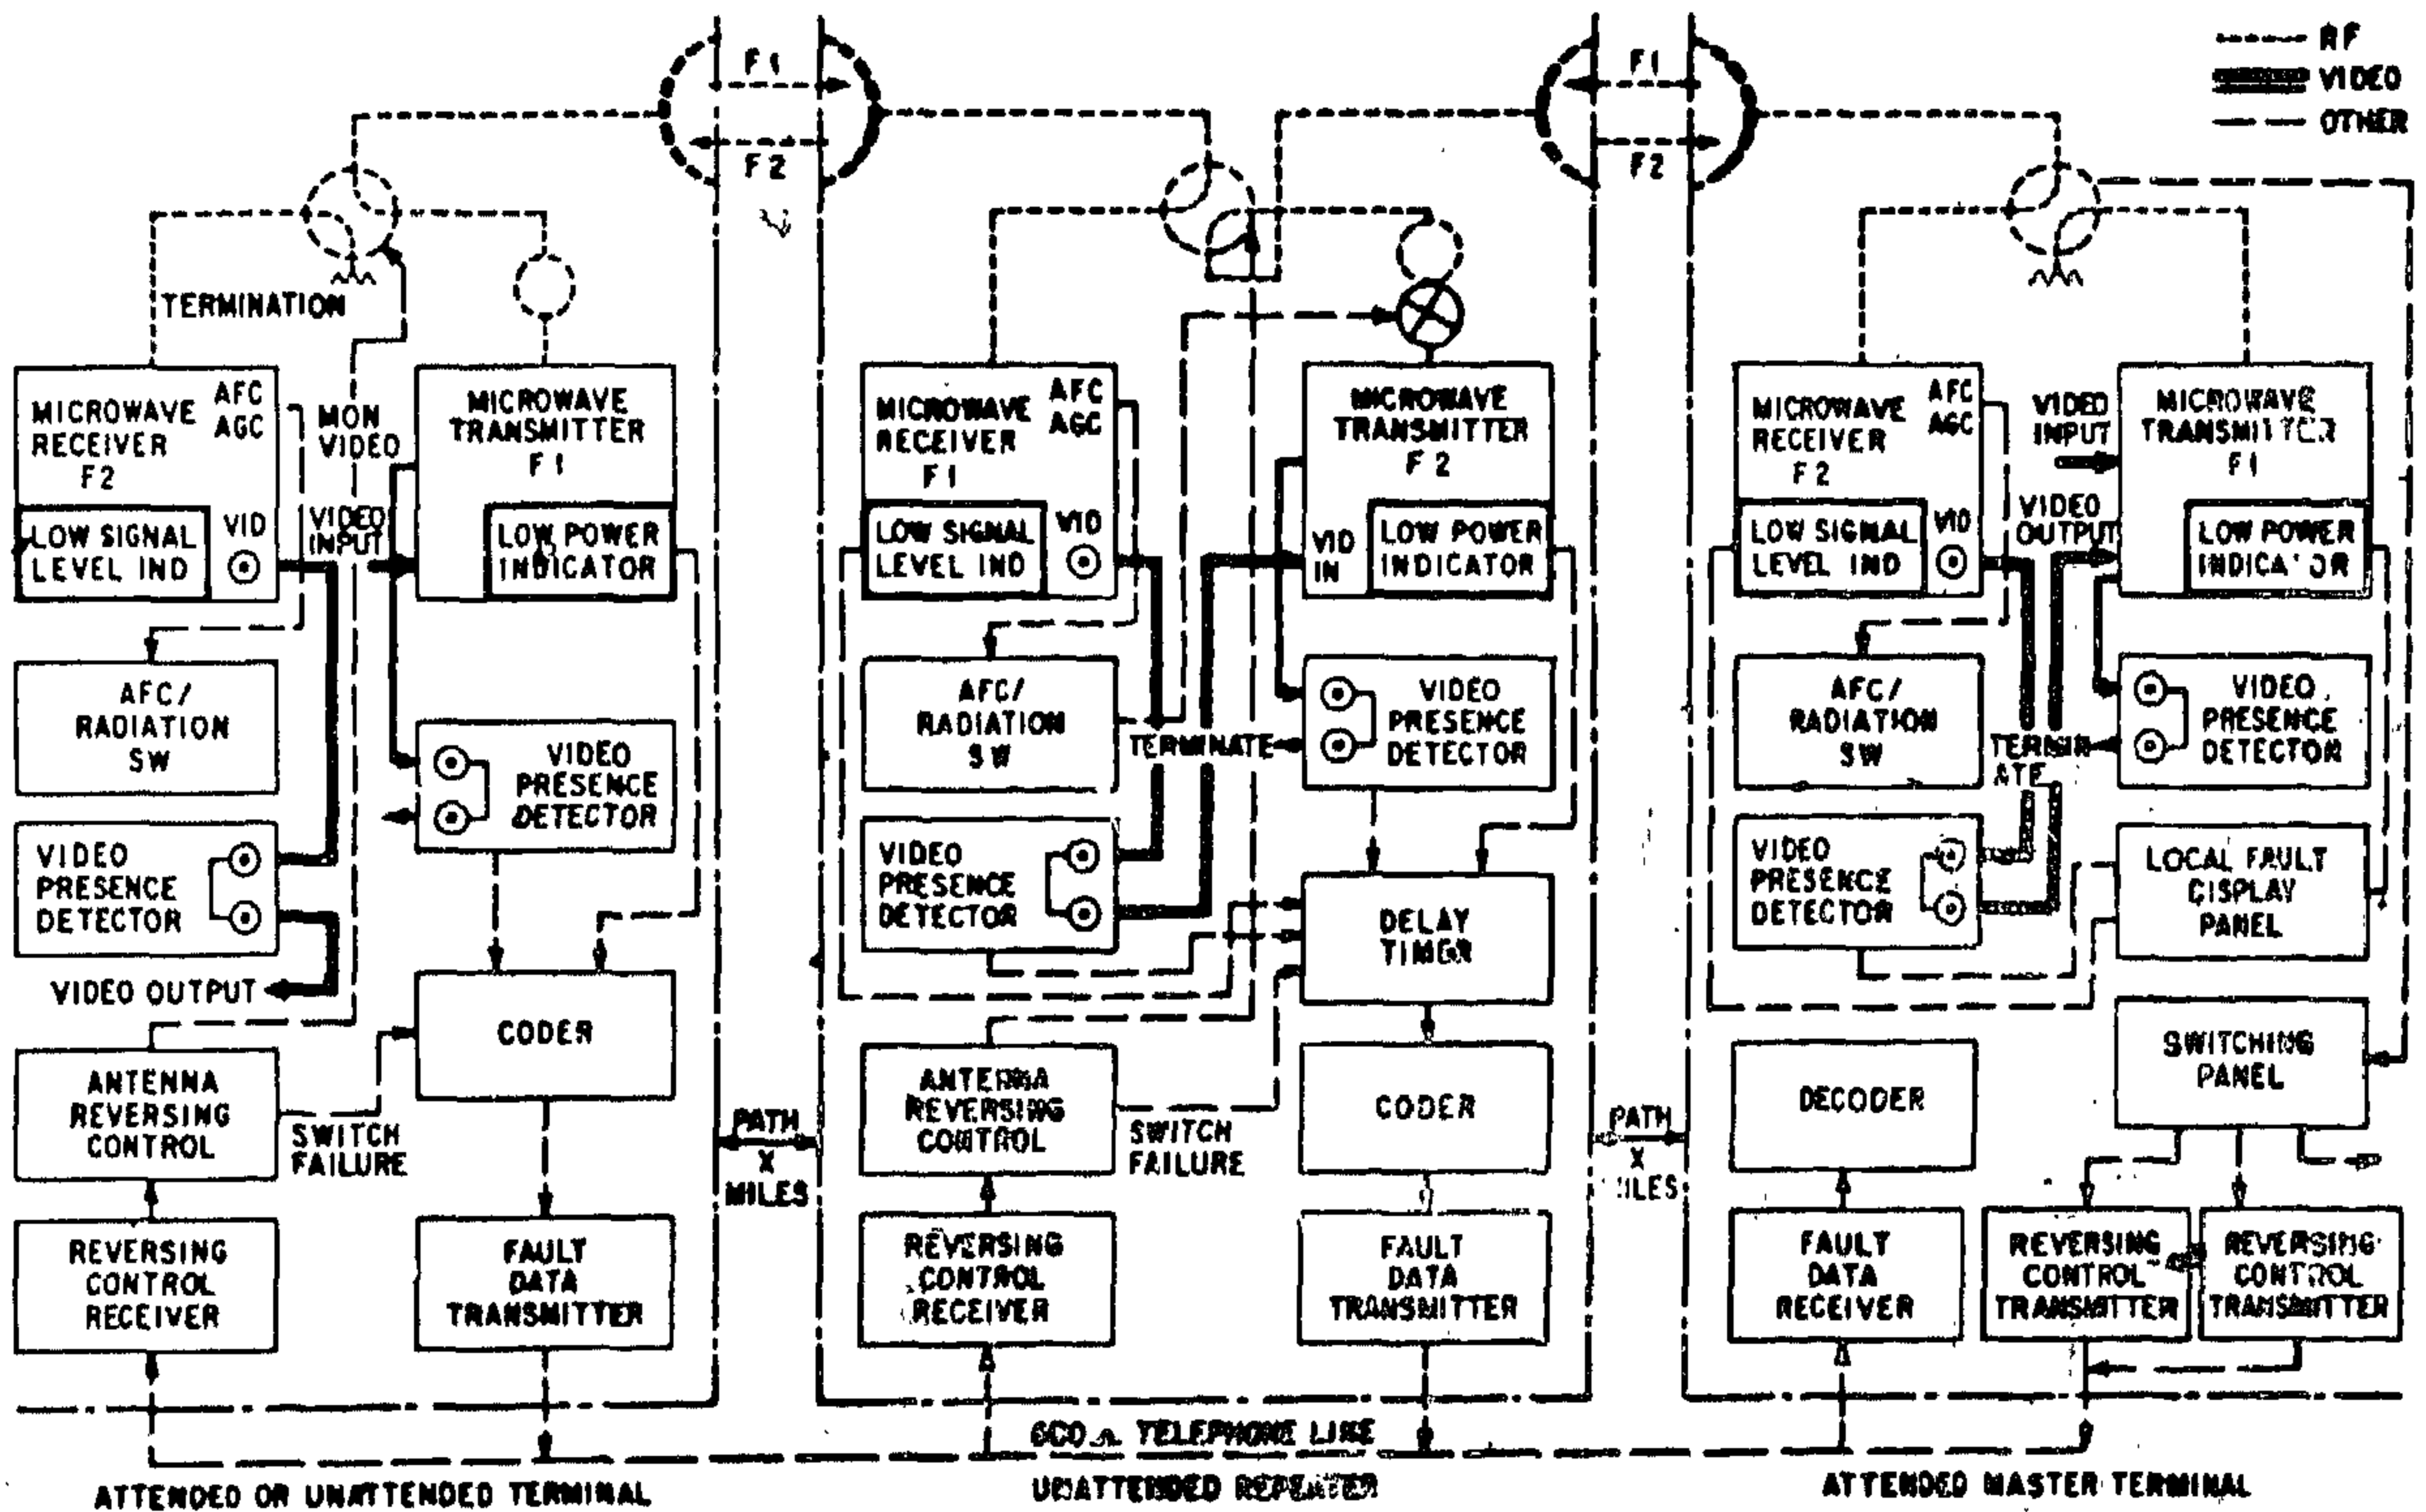 RF
VIDEO
OTHER
F1
F2
F1
F2
TERMINATION
MICROWAVE
RECEIVER
F2
AFC
AGC
LOW SIGNAL
LEVEL IND
VID
MON
VIDEO
VIDEO
INPUT
MICROWAVE
TRANSMITTER
F1
LOW POWER
INDICATOR
AFC/
RADIATION
SW
VIDEO
PRESENCE
DETECTOR
VIDEO
PRESENCE
DETECTOR
VIDEO OUTPUT
CODER
ANTENNA
REVERSING
CONTROL
SWITCH
FAILURE
REVERSING
CONTROL
RECEIVER
FAULT
DATA
TRANSMITTER
PATH
X
MILES
MICROWAVE
RECEIVER
F1
AFC
AGC
LOW SIGNAL
LEVEL IND
VID
MICROWAVE
TRANSMITTER
F2
VID
IN
LOW POWER
INDICATOR
AFC/
RADIATION
SW
TERMINATE
VIDEO
PRESENCE
DETECTOR
VIDEO
PRESENCE
DETECTOR
DELAY
TIMER
ANTENNA
REVERSING
CONTROL
SWITCH
FAILURE
CODER
REVERSING
CONTROL
RECEIVER
FAULT
DATA
TRANSMITTER
PATH
X
MICROWAVE
RECEIVER
F2
AFC
AGC
LOW SIGNAL
LEVEL IND
VID
VIDEO
INPUT
VIDEO
OUTPUT
MICROWAVE
TRANSMITTER
F1
LOW POWER
INDICATOR
AFC/
RADIATION
SW
TERMIN
ATE
VIDEO
PRESENCE
DETECTOR
VIDEO
PRESENCE
DETECTOR
LOCAL FAULT
DISPLAY
PANEL
SWITCHING
PANEL
DECODER
FAULT
DATA
RECEIVER
REVERSING
CONTROL
TRANSMITTER
REVERSING
CONTROL
TRANSMITTER
TELEPHONE LINE
ATTENDED OR UNATTENDED TERMINAL
UNATTENDED REPEATER
ATTENDED MASTER TERMINAL